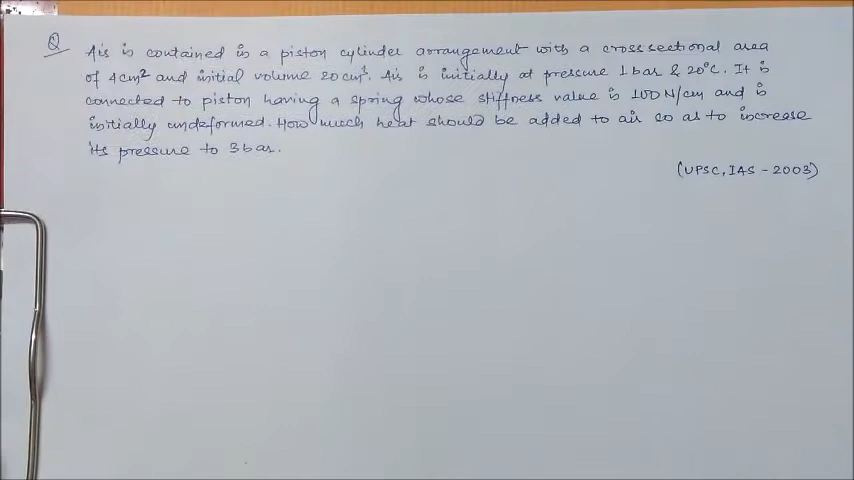 Q Air is contained in a piston cylinder arrangement with a cross sectional area
of 4 cm² and initial volume 20 cm³. Air is initially at pressure 1 bar & 20°C. It is
connected to piston having a spring whose stiffness value is 100 N/cm and is
initially undeformed. How much heat should be added to air so as to increase
its pressure to 3 bar.
(UPSC, IAS - 2003)